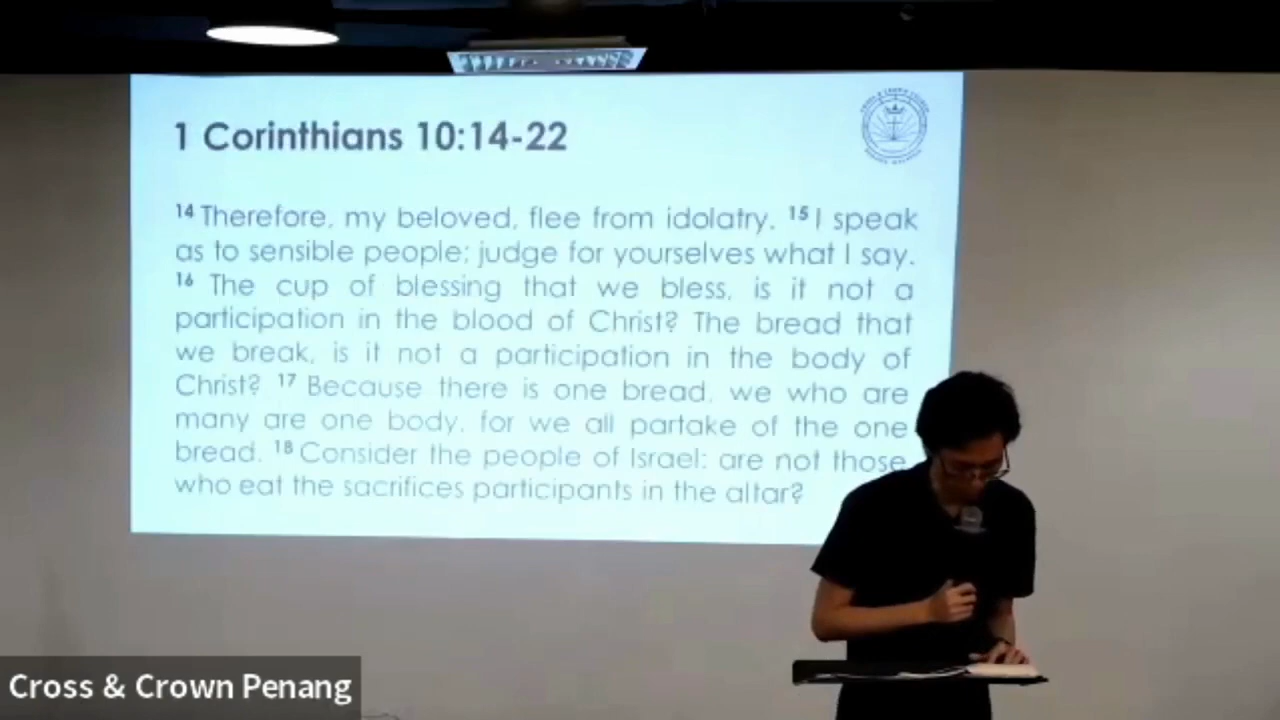 1 Corinthians 10:14-22
14 Therefore, my beloved, flee from idolatry. 15 I speak
as to sensible people; judge for yourselves what I say.
16 The cup of blessing that we bless, is it not a
participation in the blood of Christ? The bread that
we break, is it not a participation in the body of
Christ? 17 Because there is one bread, we who are
many are one body, for we all partake of the one
bread. 18 Consider the people of Israel: are not those
who eat the sacrifices participants in the altar?
Cross & Crown Penang